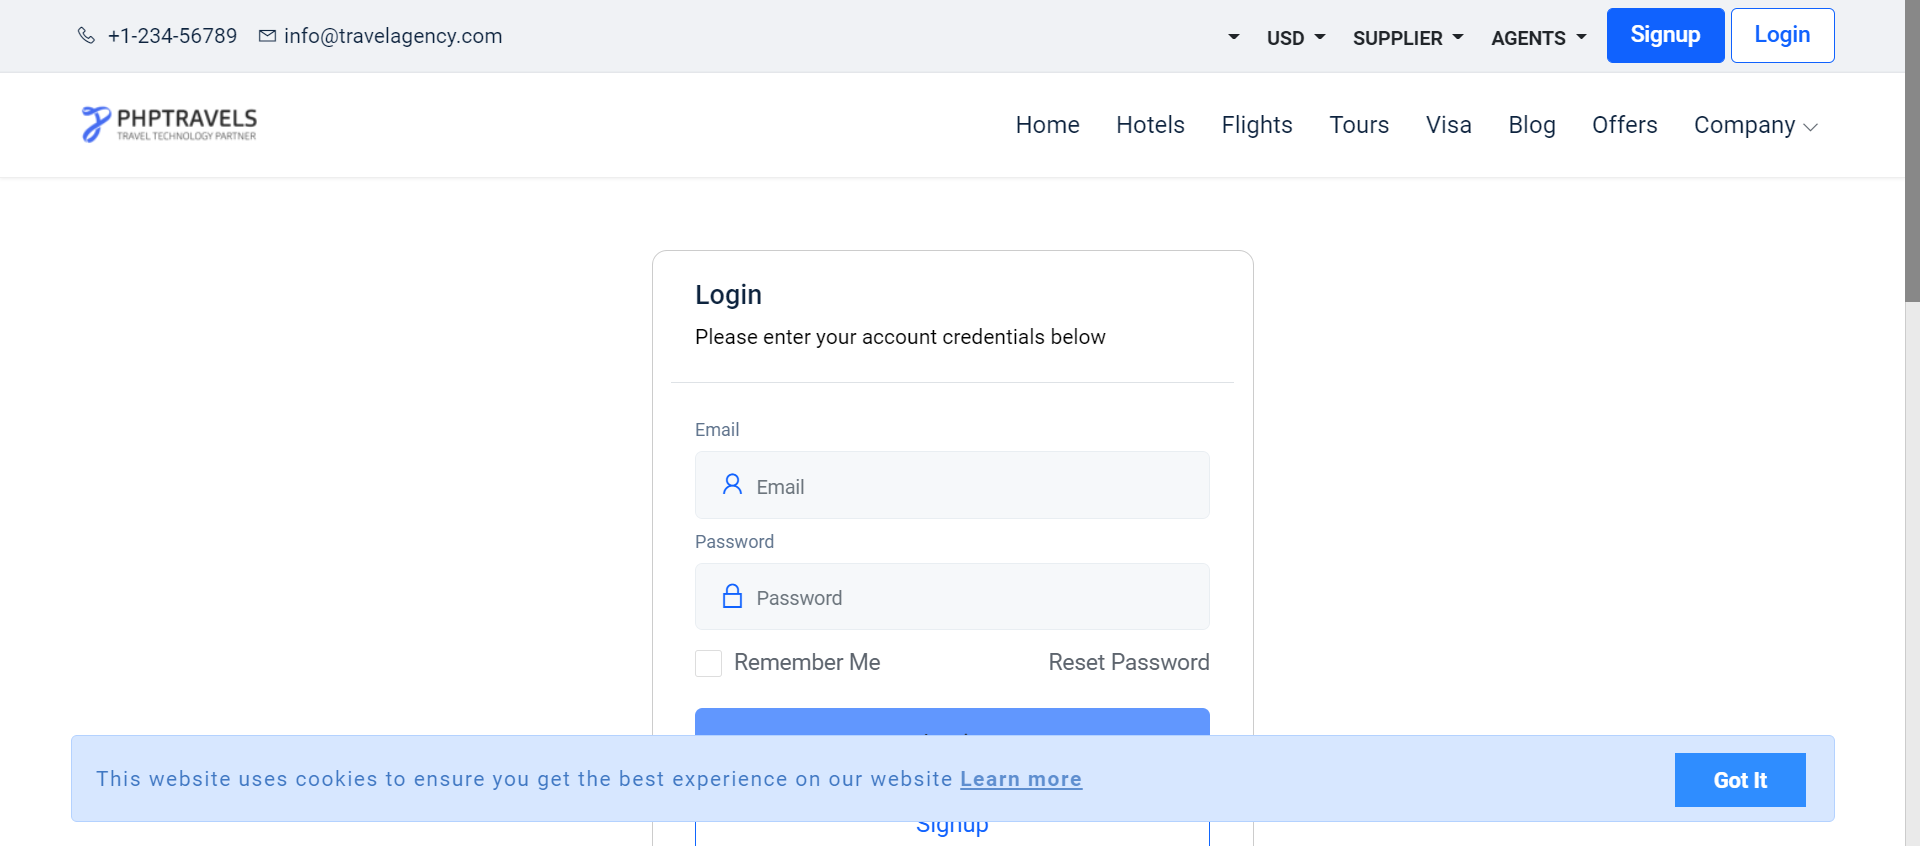 +1-234-56789 info@travelagency.com USD SUPPLIER AGENTS Signup Login
PHPTRAVELS
TRAVEL TECHNOLOGY PARTNER
Home Hotels Flights Tours Visa Blog Offers Company
Login
Please enter your account credentials below
Email
Email
Password
Password
Remember Me Reset Password
This website uses cookies to ensure you get the best experience on our website Learn more Got It
Signup